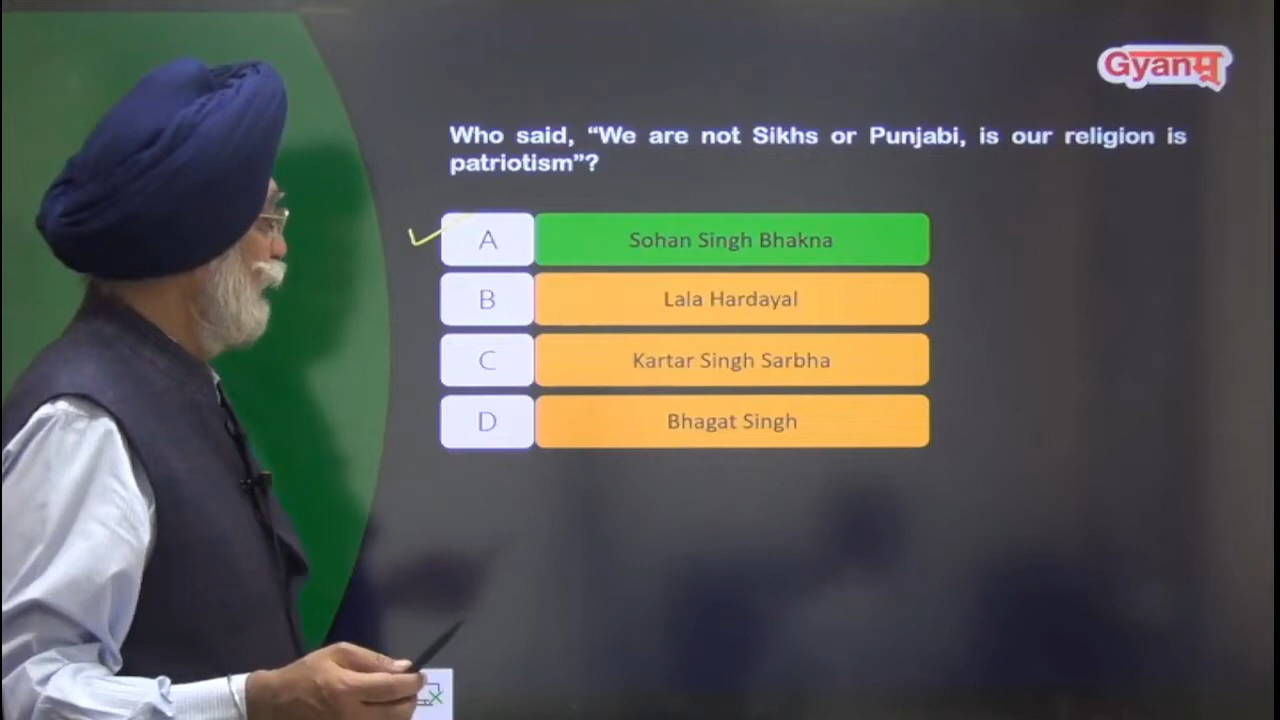 Gyanम्
Who said, “We are not Sikhs or Punjabi, is our religion is
patriotism”?
A Sohan Singh Bhakna
B Lala Hardayal
C Kartar Singh Sarbha
D Bhagat Singh